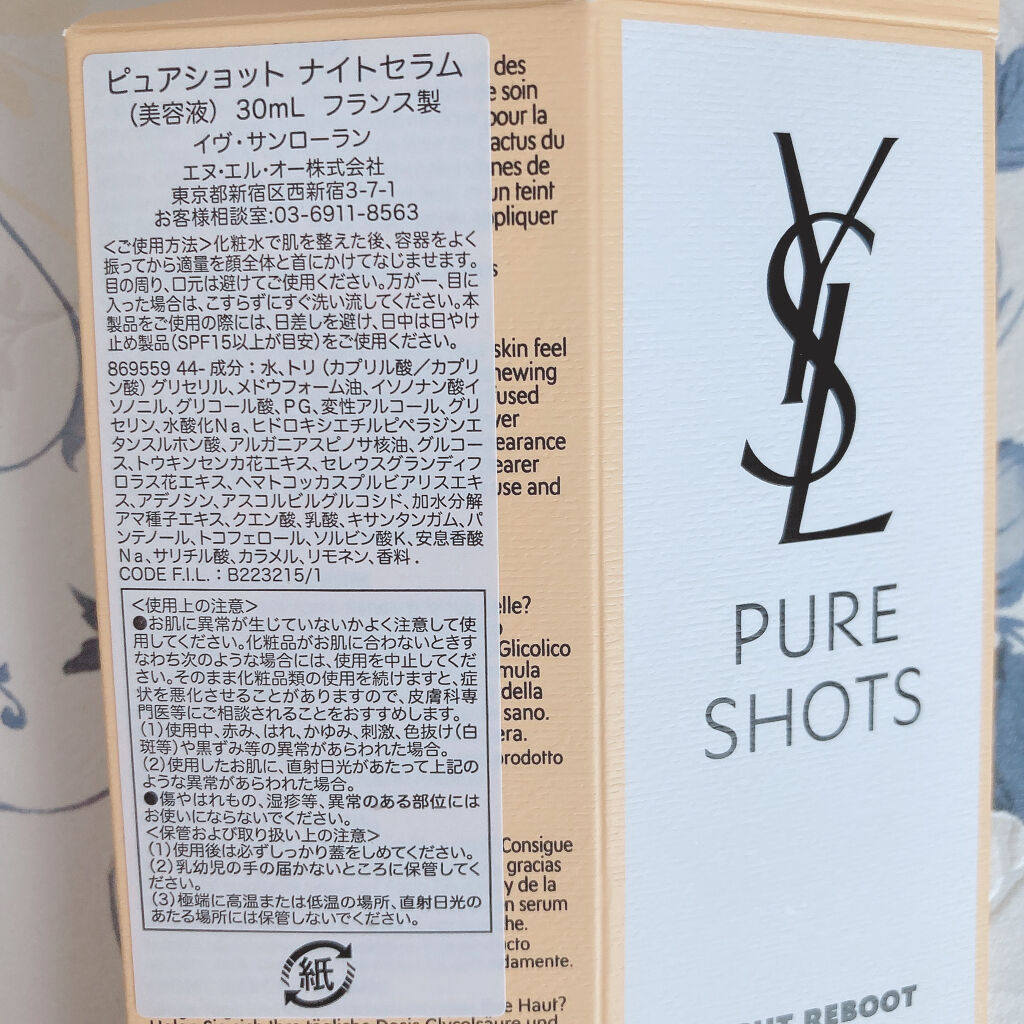 ピュアショット ナイトセラム
(美容液) 30mL フランス製
イヴ・サンローラン
エヌ・エル・オー株式会社
東京都新宿区西新宿3-7-1
お客様相談室:03-6911-8563
<ご使用方法>化粧水で肌を整えた後、容器をよく
振ってから適量を顔全体と首にかけてなじませます。
目の周り、口元は避けてご使用ください。万が一、目に
入った場合は、こすらずにすぐ洗い流してください。本
製品をご使用の際には、日差しを避け、日中は日やけ
止め製品(SPF15以上が目安)をご使用ください。
869559 44- 成分:水、トリ(カプリル酸/カプリ
ン酸)グリセリル、メドウフォーム油、イソノナン酸イ
ソノニル、グリコール酸、PG、変性アルコール、グリ
セリン、水酸化Na、ヒドロキシエチルピペラジンエ
タンスルホン酸、アルガニアスピノサ核油、グルコー
ス、トウキンセンカ花エキス、セレウスグランディフ
ロラス花エキス、ヘマトコッカスプルビアリスエキ
ス、アデノシン、アスコルビルグルコシド、加水分解
アマ種子エキス、クエン酸、乳酸、キサンタンガム、パ
ンテノール、トコフェロール、ソルビン酸K、安息香酸
Na、サリチル酸、カラメル、リモネン、香料.
CODE F.I.L. : B223215/1
<使用上の注意>
●お肌に異常が生じていないかよく注意して使
用してください。化粧品がお肌に合わないときす
なわち次のような場合には、使用を中止してくだ
さい。そのまま化粧品類の使用を続けますと、症
状を悪化させることがありますので、皮膚科専
門医等にご相談されることをおすすめします。
(1)使用中、赤み、はれ、かゆみ、刺激、色抜け(白
斑等)や黒ずみ等の異常があらわれた場合。
(2)使用したお肌に、直射日光があたって上記の
ような異常があらわれた場合。
●傷やはれもの、湿疹等、異常のある部位には
お使いにならないでください。
<保管および取り扱い上の注意>
(1)使用後は必ずしっかり蓋をしめてください。
(2)乳幼児の手の届かないところに保管してく
ださい。
(3)極端に高温または低温の場所、直射日光の
あたる場所には保管しないでください。
紙
des
soin
pour la
actus du
nes de
un teint
pliquer
skin feel
newing
used
ver
earance
earer
use and
elle?
Glicolico
mula
della
sano.
era.
prodotto
Consigue
gracias
y de la
n serum
he.
cto
damente.
e Haut?
YSL
PURE
SHOTS
REBOOT